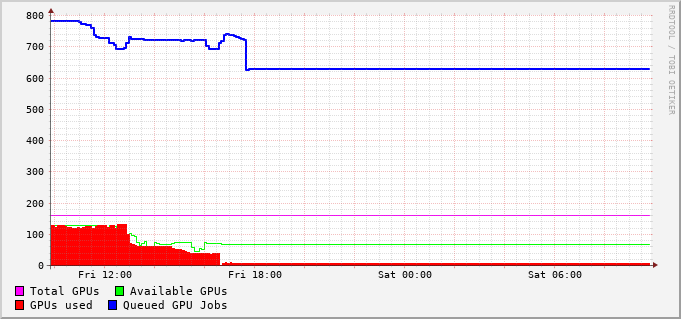 RRDTOOL / TOBI OETIKER
800
700
600
500
400
300
200
100
0
Fri 12:00 Fri 18:00 Sat 00:00 Sat 06:00
Total GPUs Available GPUs
GPUs used Queued GPU Jobs